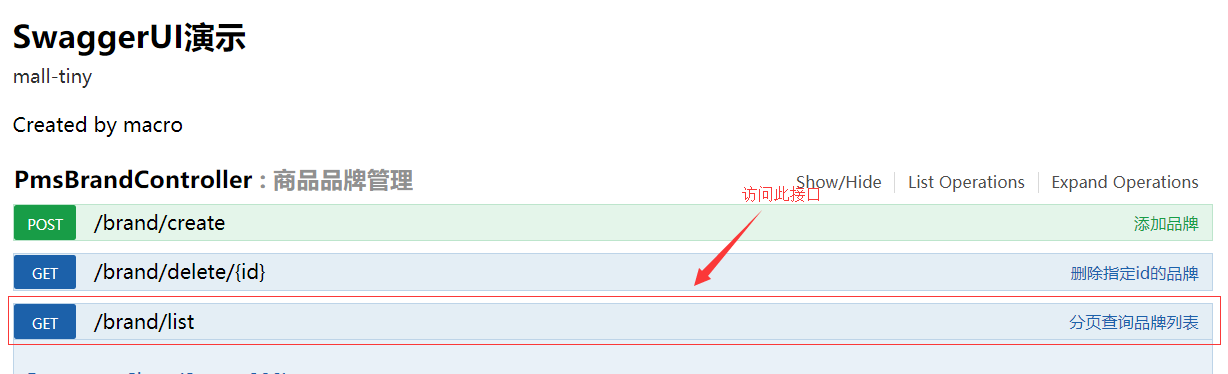 SwaggerUI演示
mall-tiny
Created by macro
PmsBrandController : 商品品牌管理
Show/Hide List Operations Expand Operations
访问此接口
POST /brand/create 添加品牌
GET /brand/delete/{id} 删除指定id的品牌
GET /brand/list 分页查询品牌列表